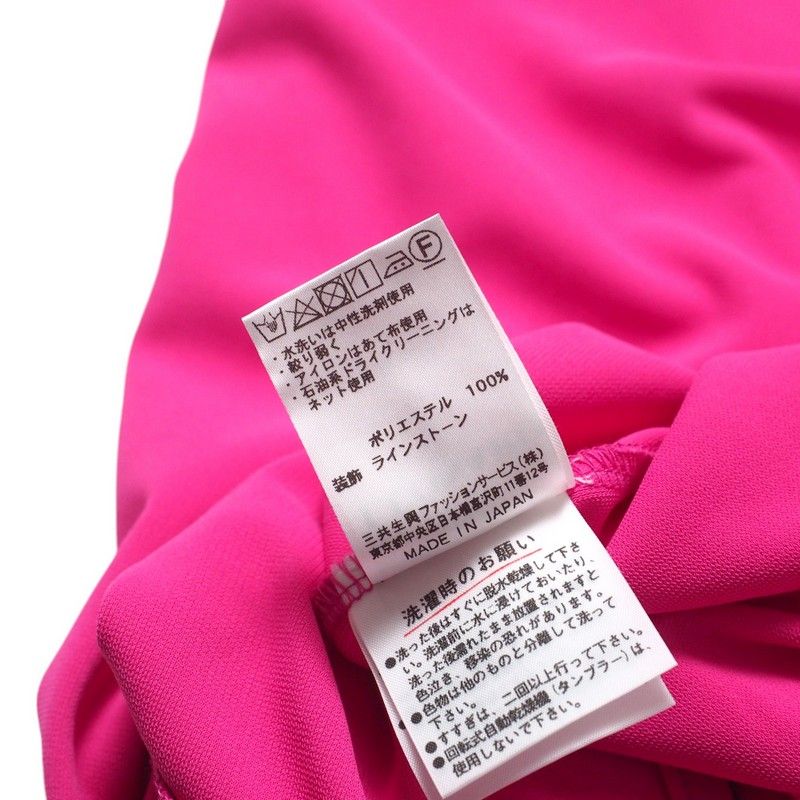 F
・水洗いは中性洗剤使用
・絞り弱く
・アイロンはあて布使用
・石油系ドライクリーニングは
ネット使用
ポリエステル 100%
装飾 ラインストーン
三共生興ファッションサービス(株)
東京都中央区日本橋富沢町11番12号
MADE IN JAPAN
洗濯時のお願い
●洗った後はすぐに脱水乾燥して下さ
い。洗濯前に水に浸けておいたり、
洗った後濡れたまま放置されますと
色泣き、移染の恐れがあります。
●色物は他のものと分離して洗って
下さい。
●すすぎは、二回以上行って下さい。
●回転式自動乾燥機(タンブラー)は、
使用しないで下さい。